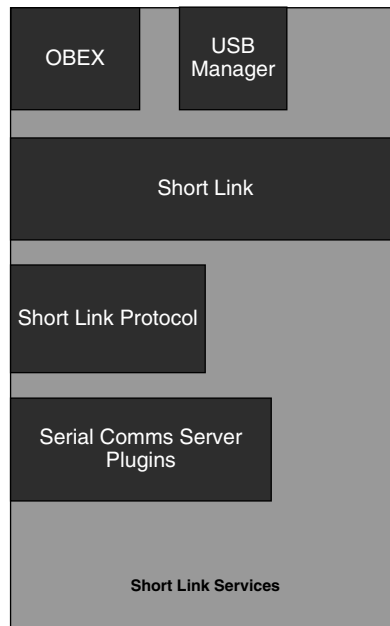 OBEX
USB
Manager
Short Link
Short Link Protocol
Serial Comms Server
Plugins
Short Link Services